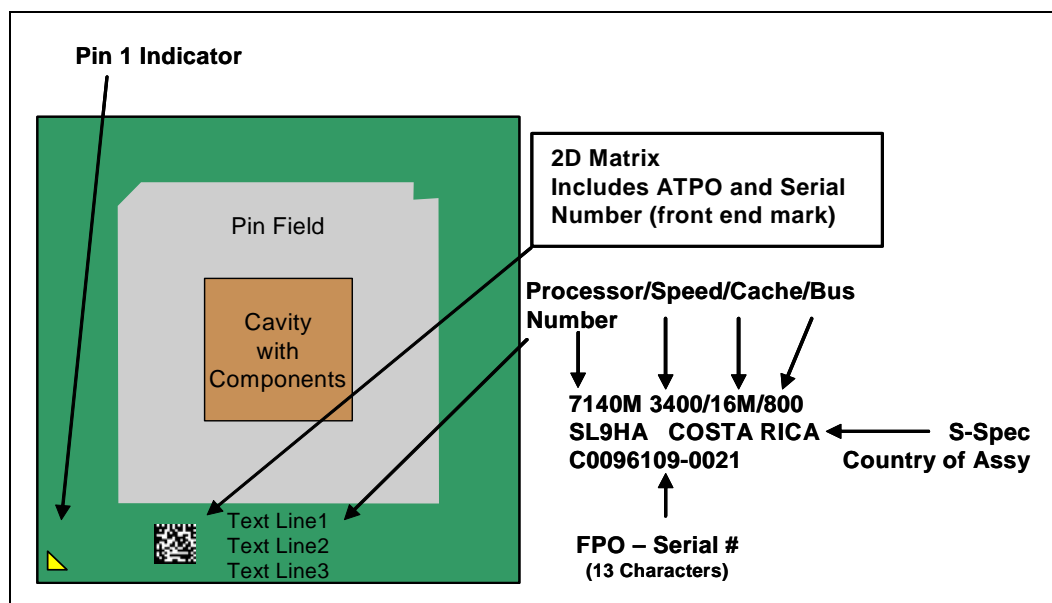 Pin 1 Indicator
2D Matrix
Includes ATPO and Serial
Number (front end mark)
Pin Field
Cavity
with
Components
Processor/Speed/Cache/Bus
Number
7140M 3400/16M/800
SL9HA COSTA RICA
C0096109-0021
S-Spec
Country of Assy
FPO – Serial #
(13 Characters)
Text Line1
Text Line2
Text Line3